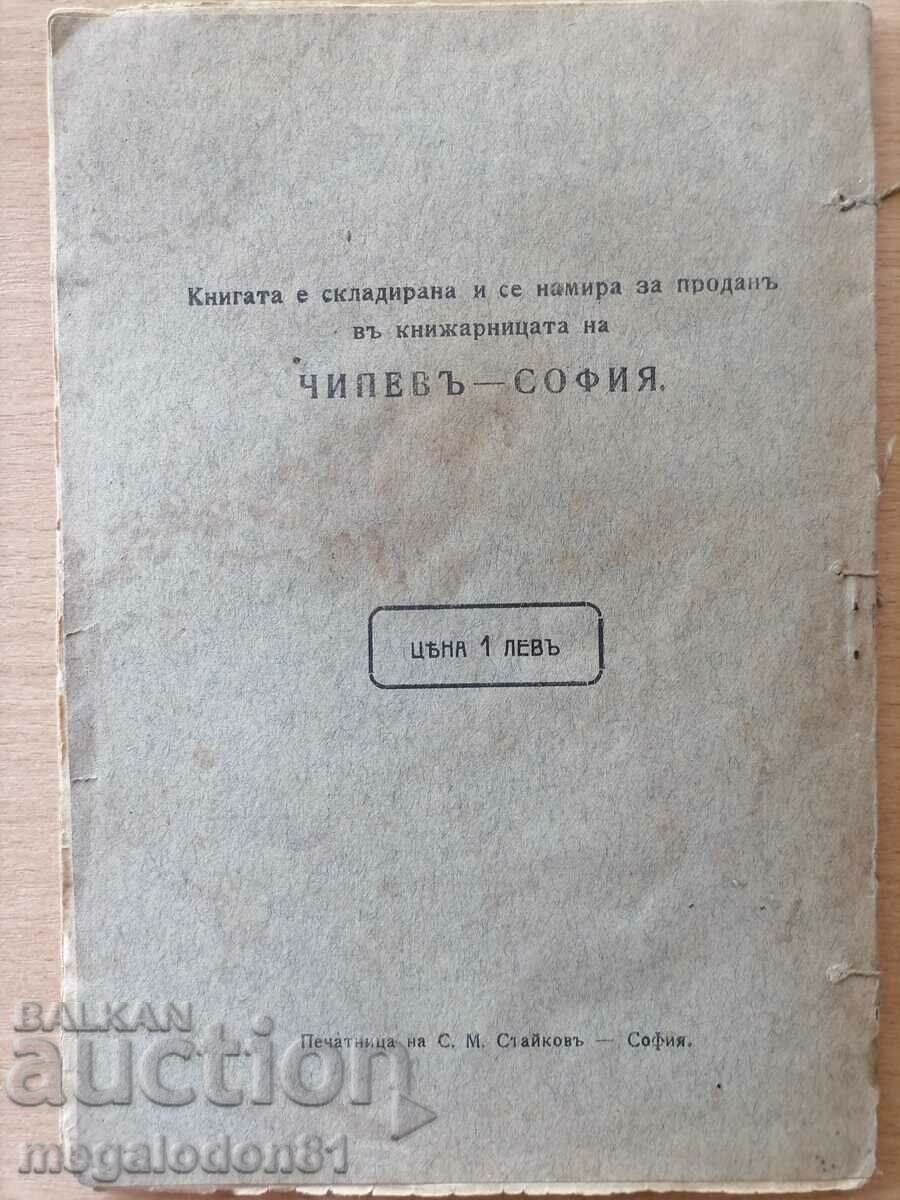 Книгата е складирана и се намира за проданъ
въ книжарницата на
ЧИПЕВЪ — СОФИЯ.
ЦѢНА 1 ЛЕВЪ
Печатница на С. М. Стайковъ — София.
BALKAN
auction
megalodon81